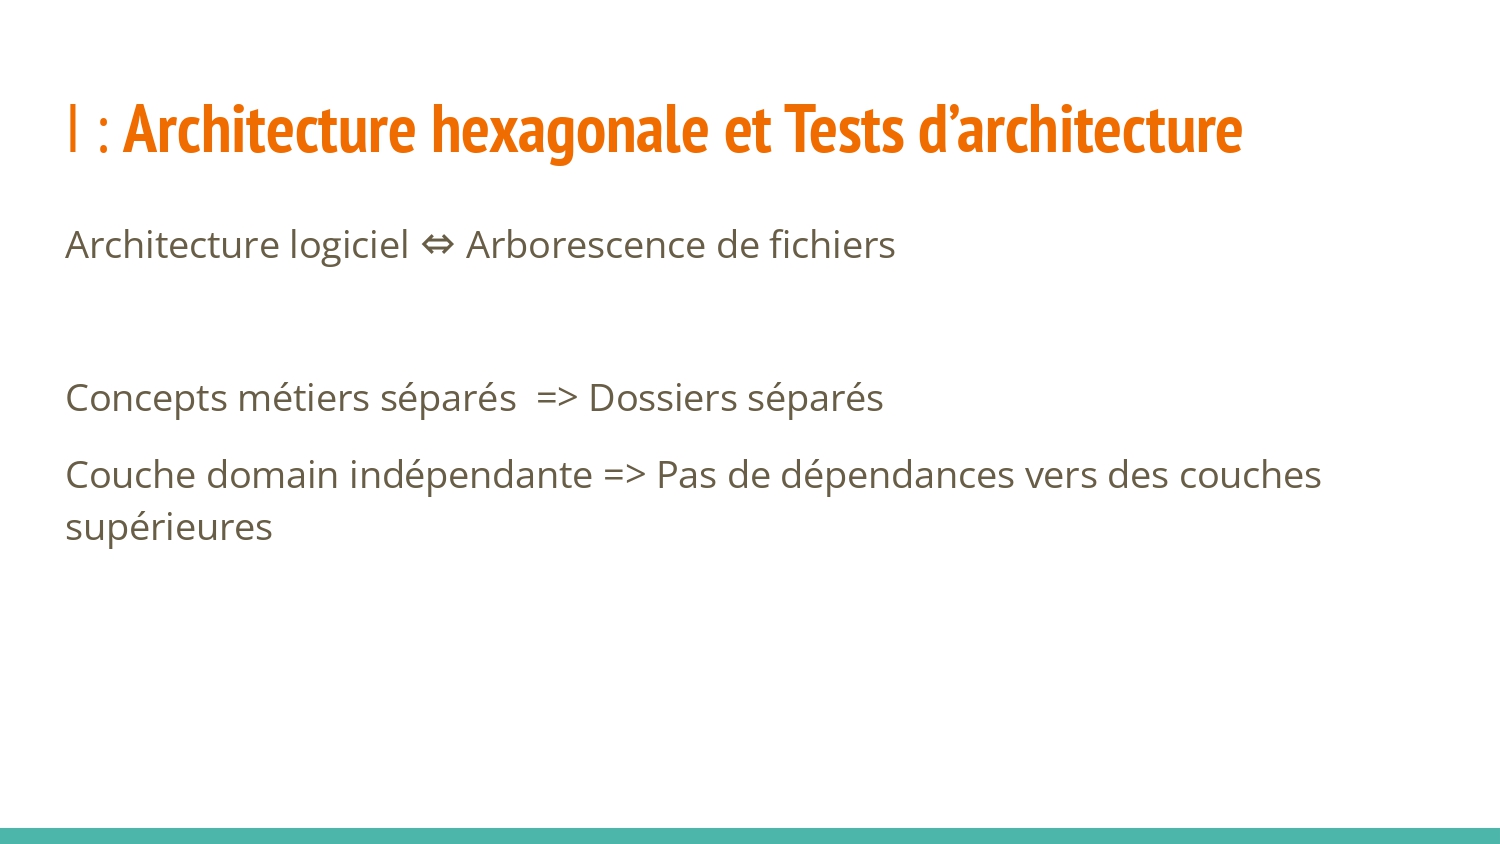 I : Architecture hexagonale et Tests d’architecture
Architecture logiciel ⇔ Arborescence de fichiers
Concepts métiers séparés  => Dossiers séparés
Couche domain indépendante => Pas de dépendances vers des couches
supérieures